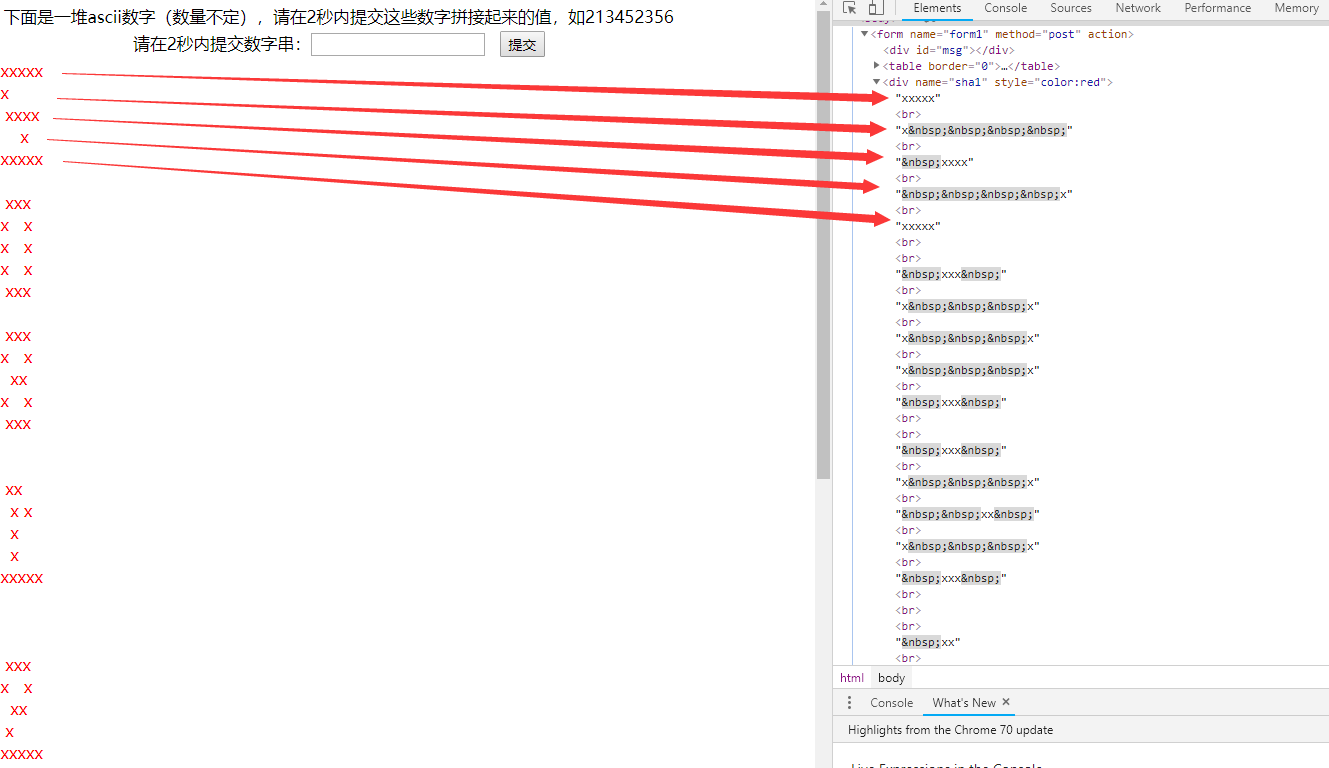 下面是一堆ascii数字（数量不定），请在2秒内提交这些数字拼接起来的值，如213452356
请在2秒内提交数字串：
提交
xxxxx
x
xxxx
x
xxxxx
xxx
x   x
x   x
x   x
xxx
xxx
x   x
xx
x   x
xxx
xx
x x
x
x
xxxxx
xxx
x   x
xx
x
xxxxx
Elements Console Sources Network Performance Memory
<form name="form1" method="post" action>
<div id="msg"></div>
<table border="0">…</table>
<div name="sha1" style="color:red">
"xxxxx"
<br>
"x&nbsp;&nbsp;&nbsp;&nbsp;"
<br>
"&nbsp;xxxx"
<br>
"&nbsp;&nbsp;&nbsp;&nbsp;x"
<br>
"xxxxx"
<br>
<br>
"&nbsp;xxx&nbsp;"
<br>
"x&nbsp;&nbsp;&nbsp;x"
<br>
"x&nbsp;&nbsp;&nbsp;x"
<br>
"x&nbsp;&nbsp;&nbsp;x"
<br>
"&nbsp;xxx&nbsp;"
<br>
<br>
"&nbsp;xxx&nbsp;"
<br>
"x&nbsp;&nbsp;&nbsp;x"
<br>
"&nbsp;&nbsp;xx&nbsp;"
<br>
"x&nbsp;&nbsp;&nbsp;x"
<br>
"&nbsp;xxx&nbsp;"
<br>
<br>
<br>
"&nbsp;xx"
<br>
html body
Console What's New ×
Highlights from the Chrome 70 update
Live Expressions in the Console